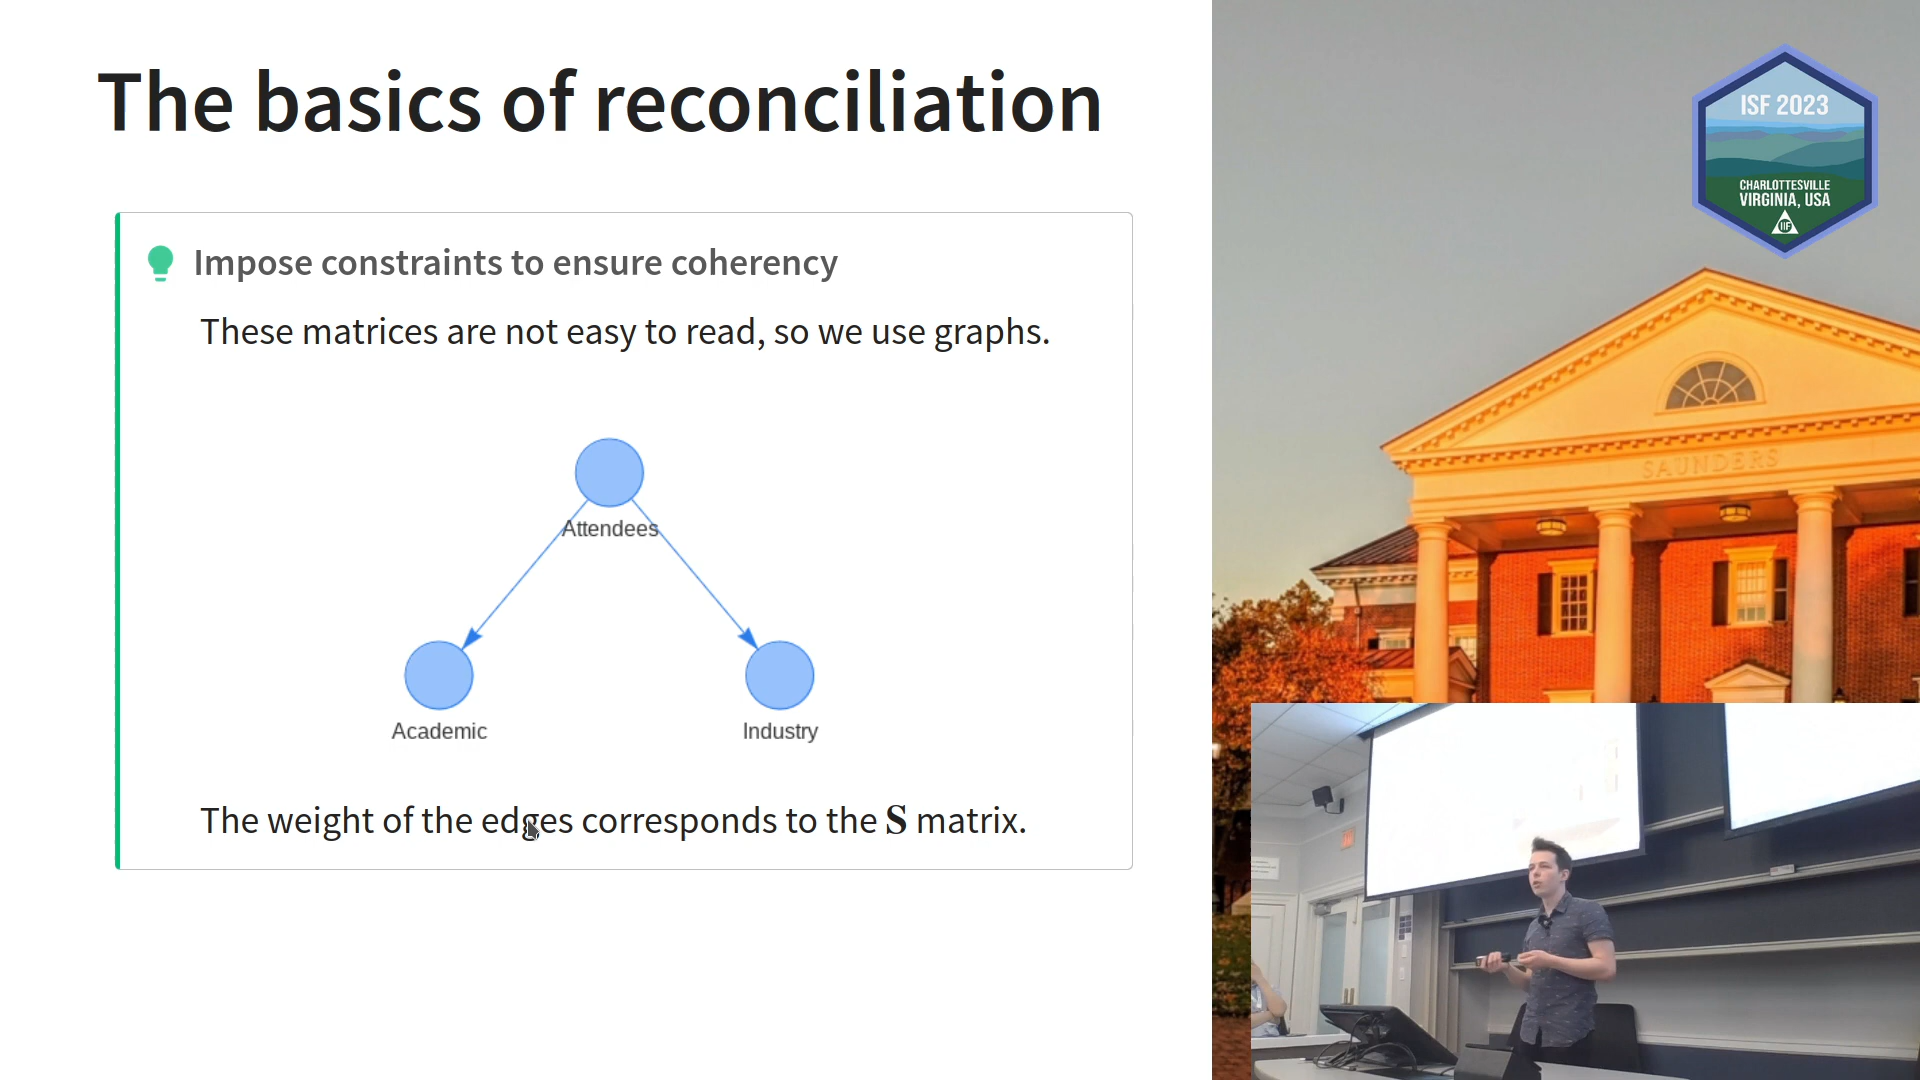 The basics of reconciliation
Impose constraints to ensure coherency
These matrices are not easy to read, so we use graphs.
Attendees
Academic
Industry
The weight of the edges corresponds to the S matrix.
ISF 2023
CHARLOTTESVILLE
VIRGINIA, USA
IIF
SAUNDERS